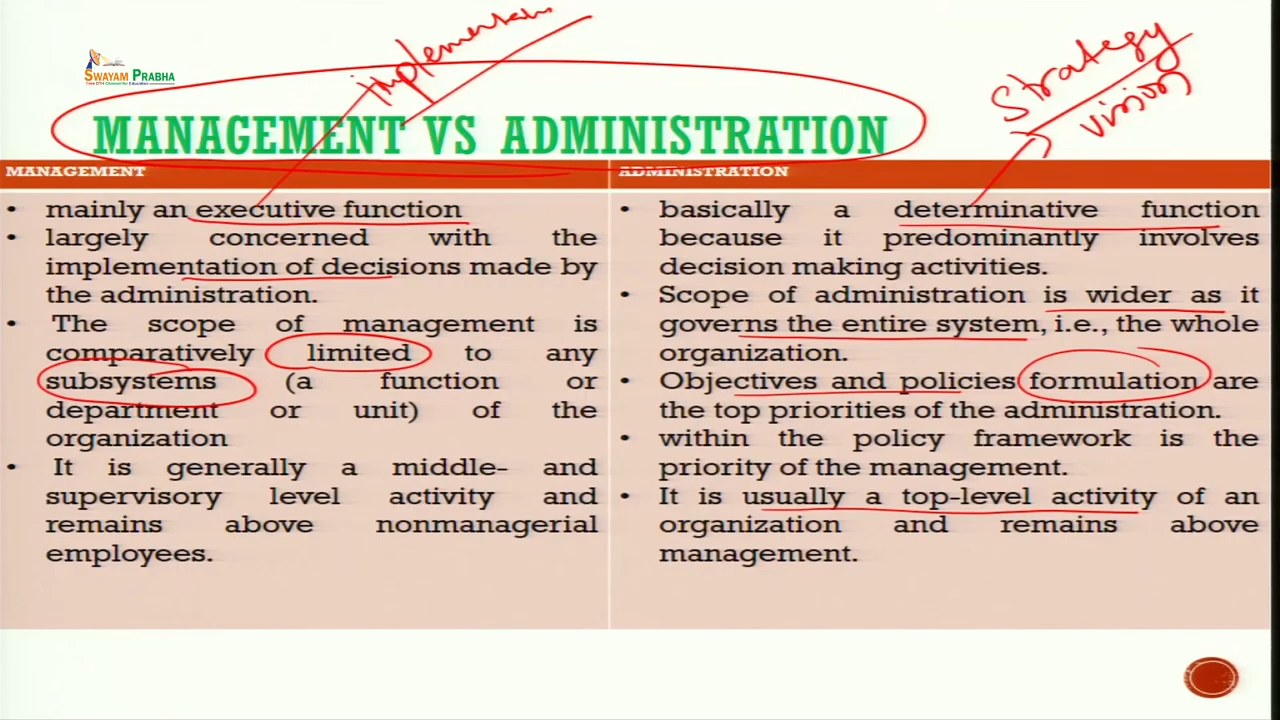 implementation
Strategy
vision
SWAYAM PRABHA
MANAGEMENT VS ADMINISTRATION
MANAGEMENT
• mainly an executive function
• largely concerned with the
implementation of decisions made by
the administration.
• The scope of management is
comparatively limited to any
subsystems (a function or
department or unit) of the
organization
• It is generally a middle- and
supervisory level activity and
remains above nonmanagerial
employees.
ADMINISTRATION
• basically a determinative function
because it predominantly involves
decision making activities.
• Scope of administration is wider as it
governs the entire system, i.e., the whole
organization.
• Objectives and policies formulation are
the top priorities of the administration.
• within the policy framework is the
priority of the management.
• It is usually a top-level activity of an
organization and remains above
management.